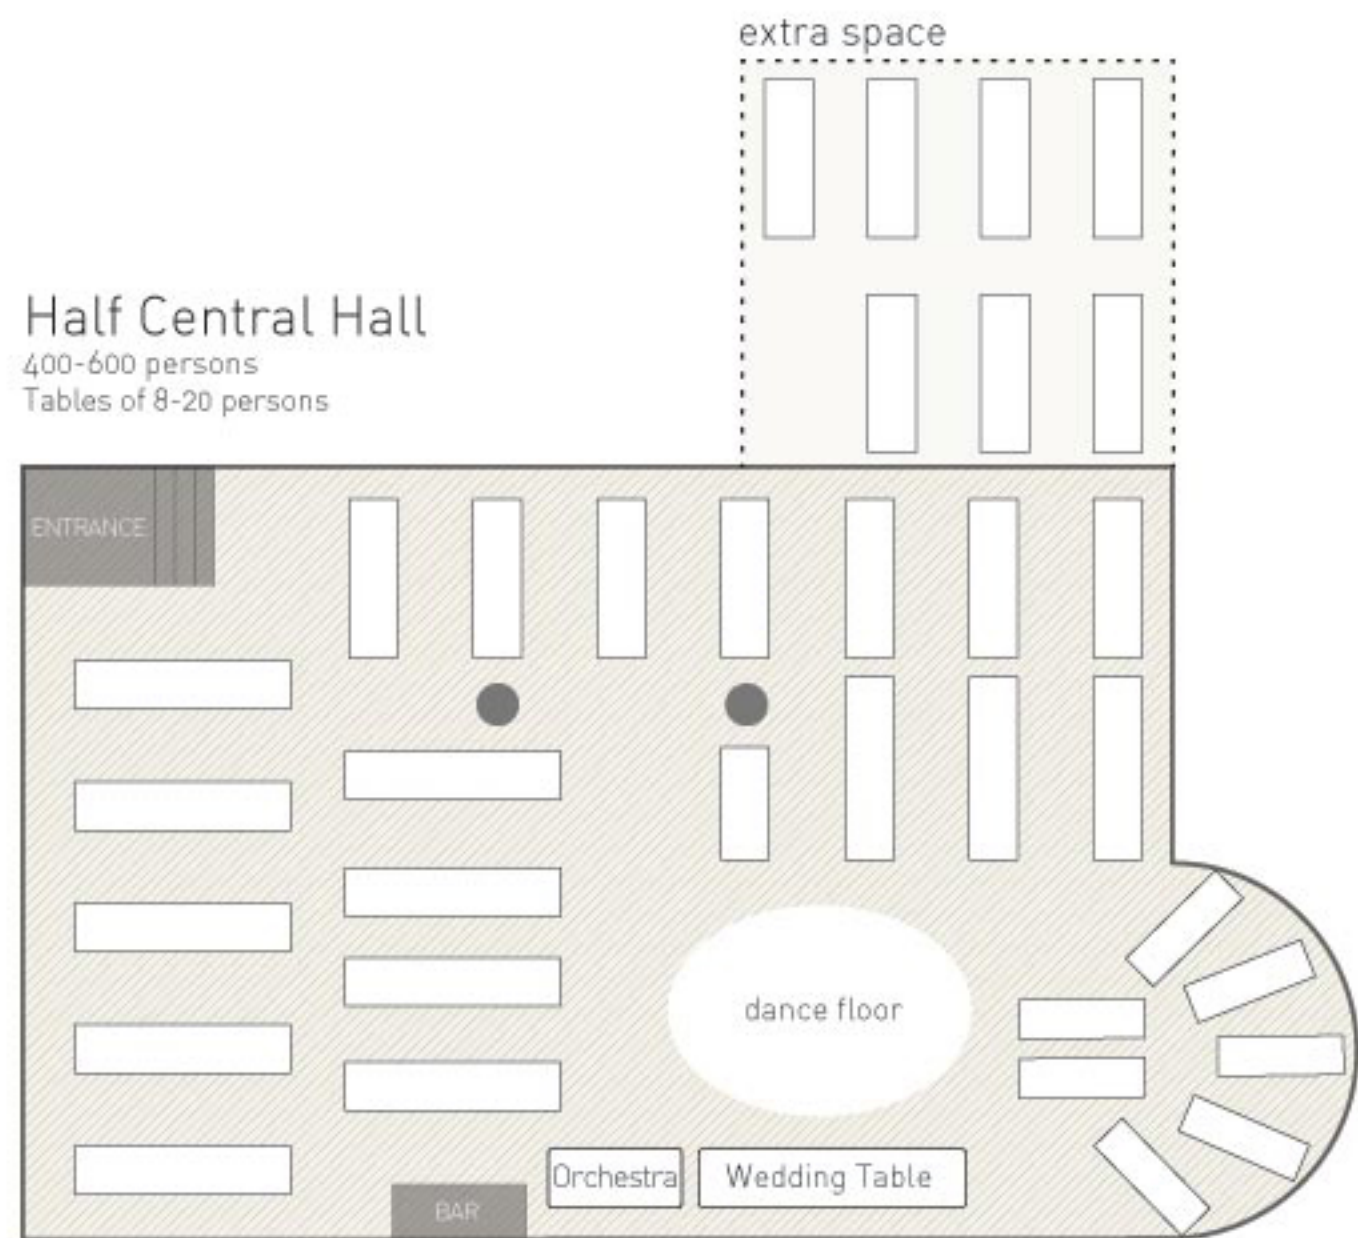 extra space
Half Central Hall
400-600 persons
Tables of 8-20 persons
ENTRANCE
dance floor
Orchestra
Wedding Table
BAR